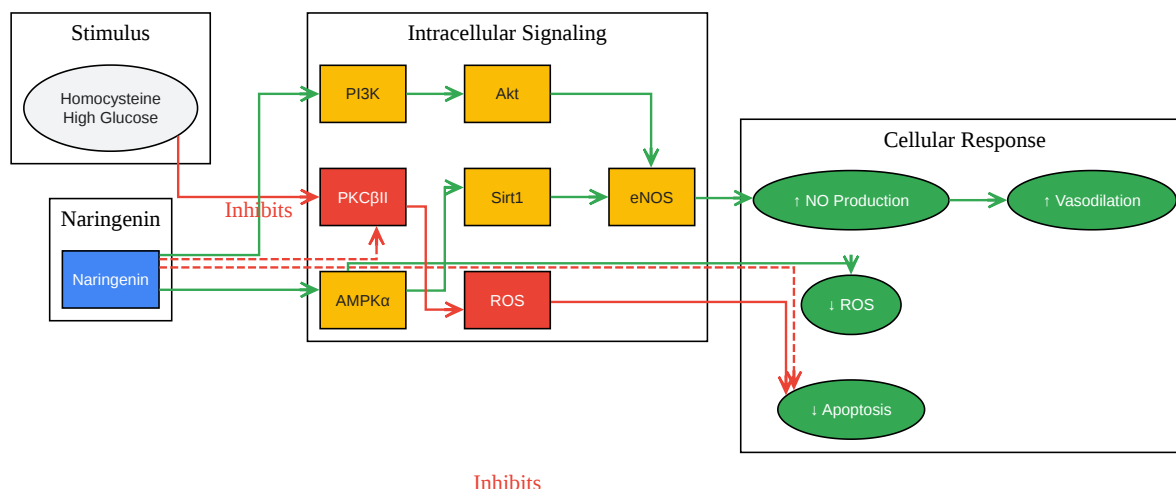 Stimulus
Homocysteine
High Glucose
Naringenin
Naringenin
Inhibits
Intracellular Signaling
PI3K
Akt
PKCβII
Sirt1
eNOS
AMPKα
ROS
Cellular Response
↑ NO Production
↑ Vasodilation
↓ ROS
↓ Apoptosis
Inhibits